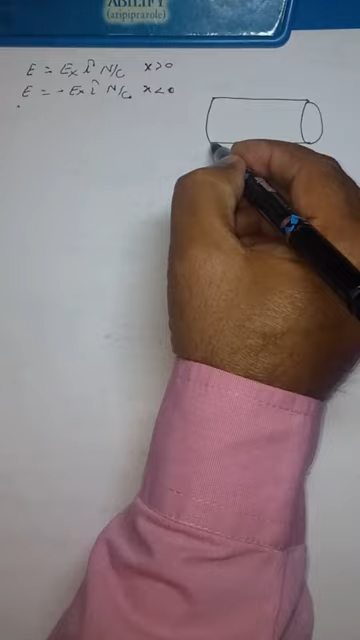 ABILIFY
(aripiprazole)
E = Eₓ î N/C x>0
E = -Eₓ î N/C x<0